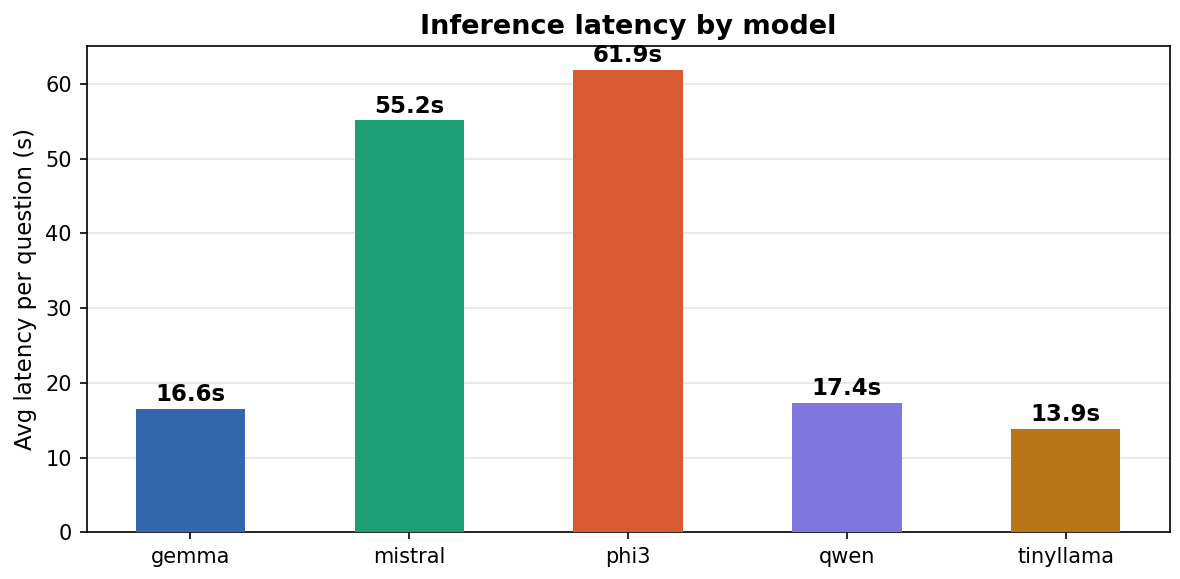 Inference latency by model
Avg latency per question (s)
60
50
40
30
20
10
0
16.6s
55.2s
61.9s
17.4s
13.9s
gemma
mistral
phi3
qwen
tinyllama